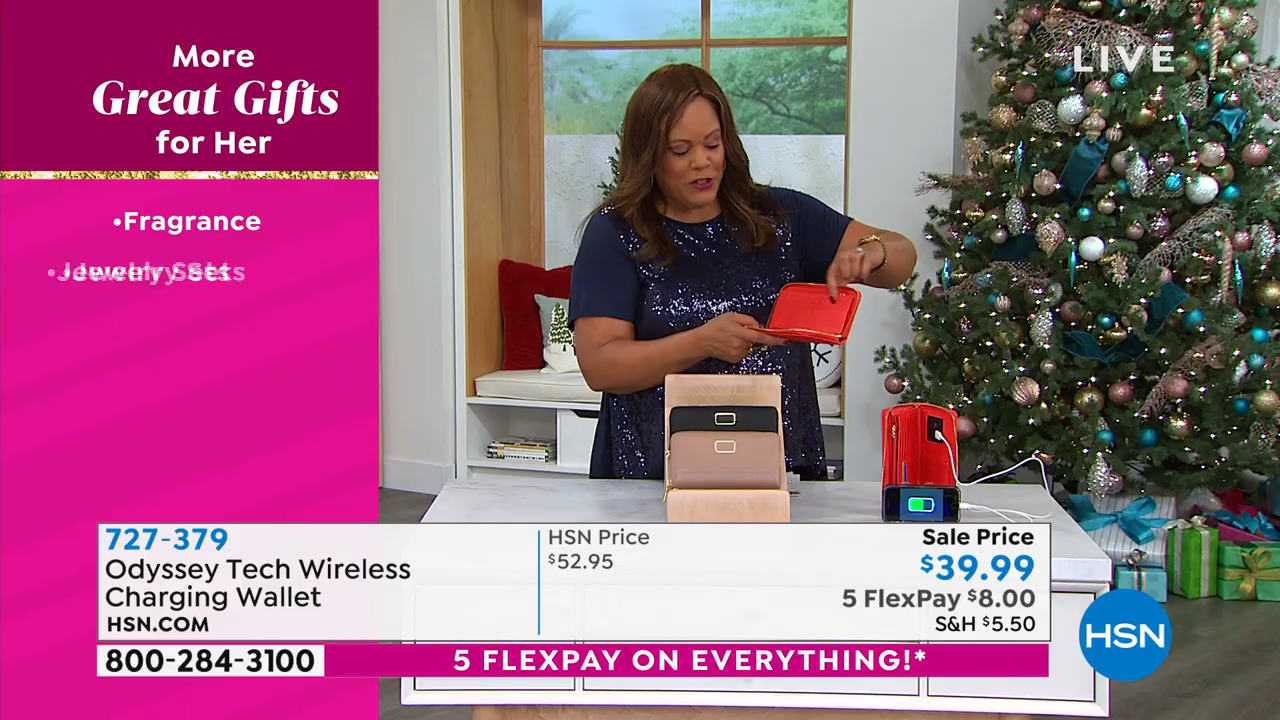 More
Great Gifts
for Her
•Fragrance
LIVE
727-379
Odyssey Tech Wireless
Charging Wallet
HSN.COM
HSN Price
$52.95
Sale Price
$39.99
5 FlexPay $8.00
S&H $5.50
HSN
800-284-3100
5 FLEXPAY ON EVERYTHING!*